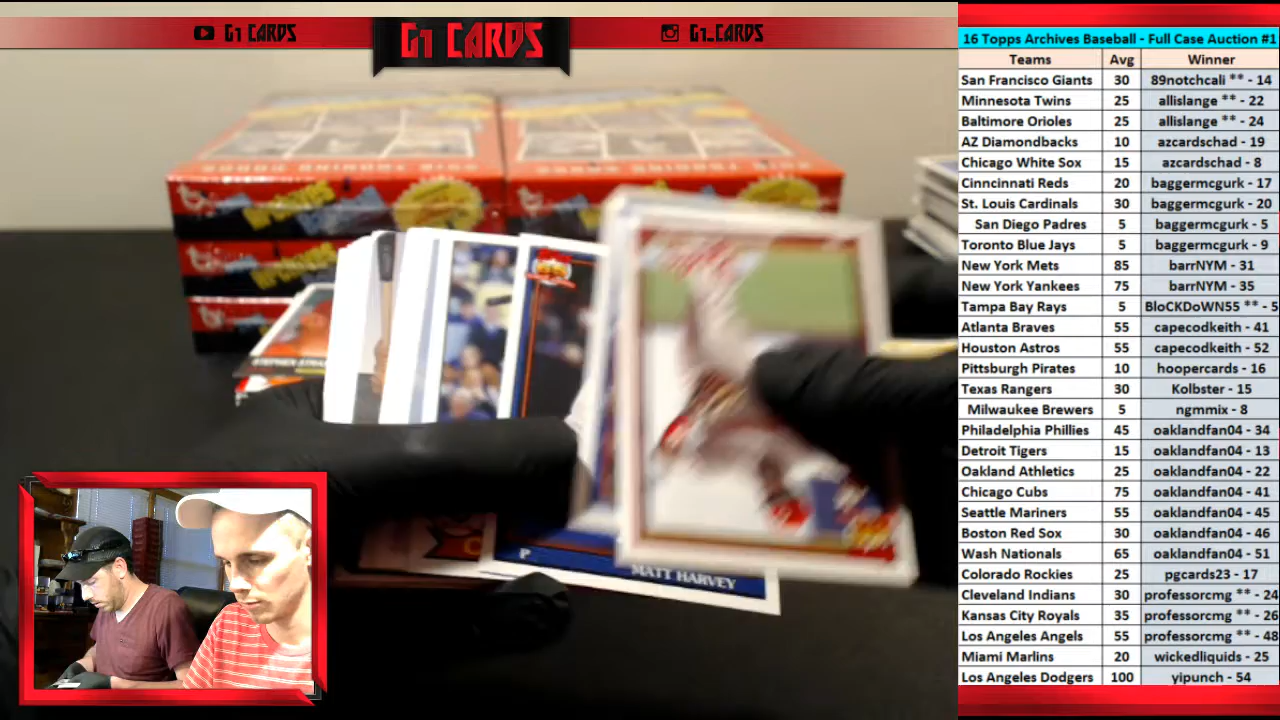 G1 CARDS
G1 CARDS
G1_CARDS
16 Topps Archives Baseball - Full Case Auction #1
Teams Avg Winner
San Francisco Giants 30 89notchcali ** - 14
Minnesota Twins 25 allislange ** - 22
Baltimore Orioles 25 allislange ** - 24
AZ Diamondbacks 10 azcardschad - 19
Chicago White Sox 15 azcardschad - 8
Cinncinnati Reds 20 baggermcgurk - 17
St. Louis Cardinals 30 baggermcgurk - 20
San Diego Padres 5 baggermcgurk - 5
Toronto Blue Jays 5 baggermcgurk - 9
New York Mets 85 barrNYM - 31
New York Yankees 75 barrNYM - 35
Tampa Bay Rays 5 BloCKDoWN55 ** - 5
Atlanta Braves 55 capecodkeith - 41
Houston Astros 55 capecodkeith - 52
Pittsburgh Pirates 10 hoopercards - 16
Texas Rangers 30 Kolbster - 15
Milwaukee Brewers 5 ngmmix - 8
Philadelphia Phillies 45 oaklandfan04 - 34
Detroit Tigers 15 oaklandfan04 - 13
Oakland Athletics 25 oaklandfan04 - 22
Chicago Cubs 75 oaklandfan04 - 41
Seattle Mariners 55 oaklandfan04 - 45
Boston Red Sox 30 oaklandfan04 - 46
Wash Nationals 65 oaklandfan04 - 51
Colorado Rockies 25 pgcards23 - 17
Cleveland Indians 30 professorcmg ** - 24
Kansas City Royals 35 professorcmg ** - 26
Los Angeles Angels 55 professorcmg ** - 48
Miami Marlins 20 wickedliquids - 25
Los Angeles Dodgers 100 yipunch - 54
STEPHEN
P MATT HARVEY